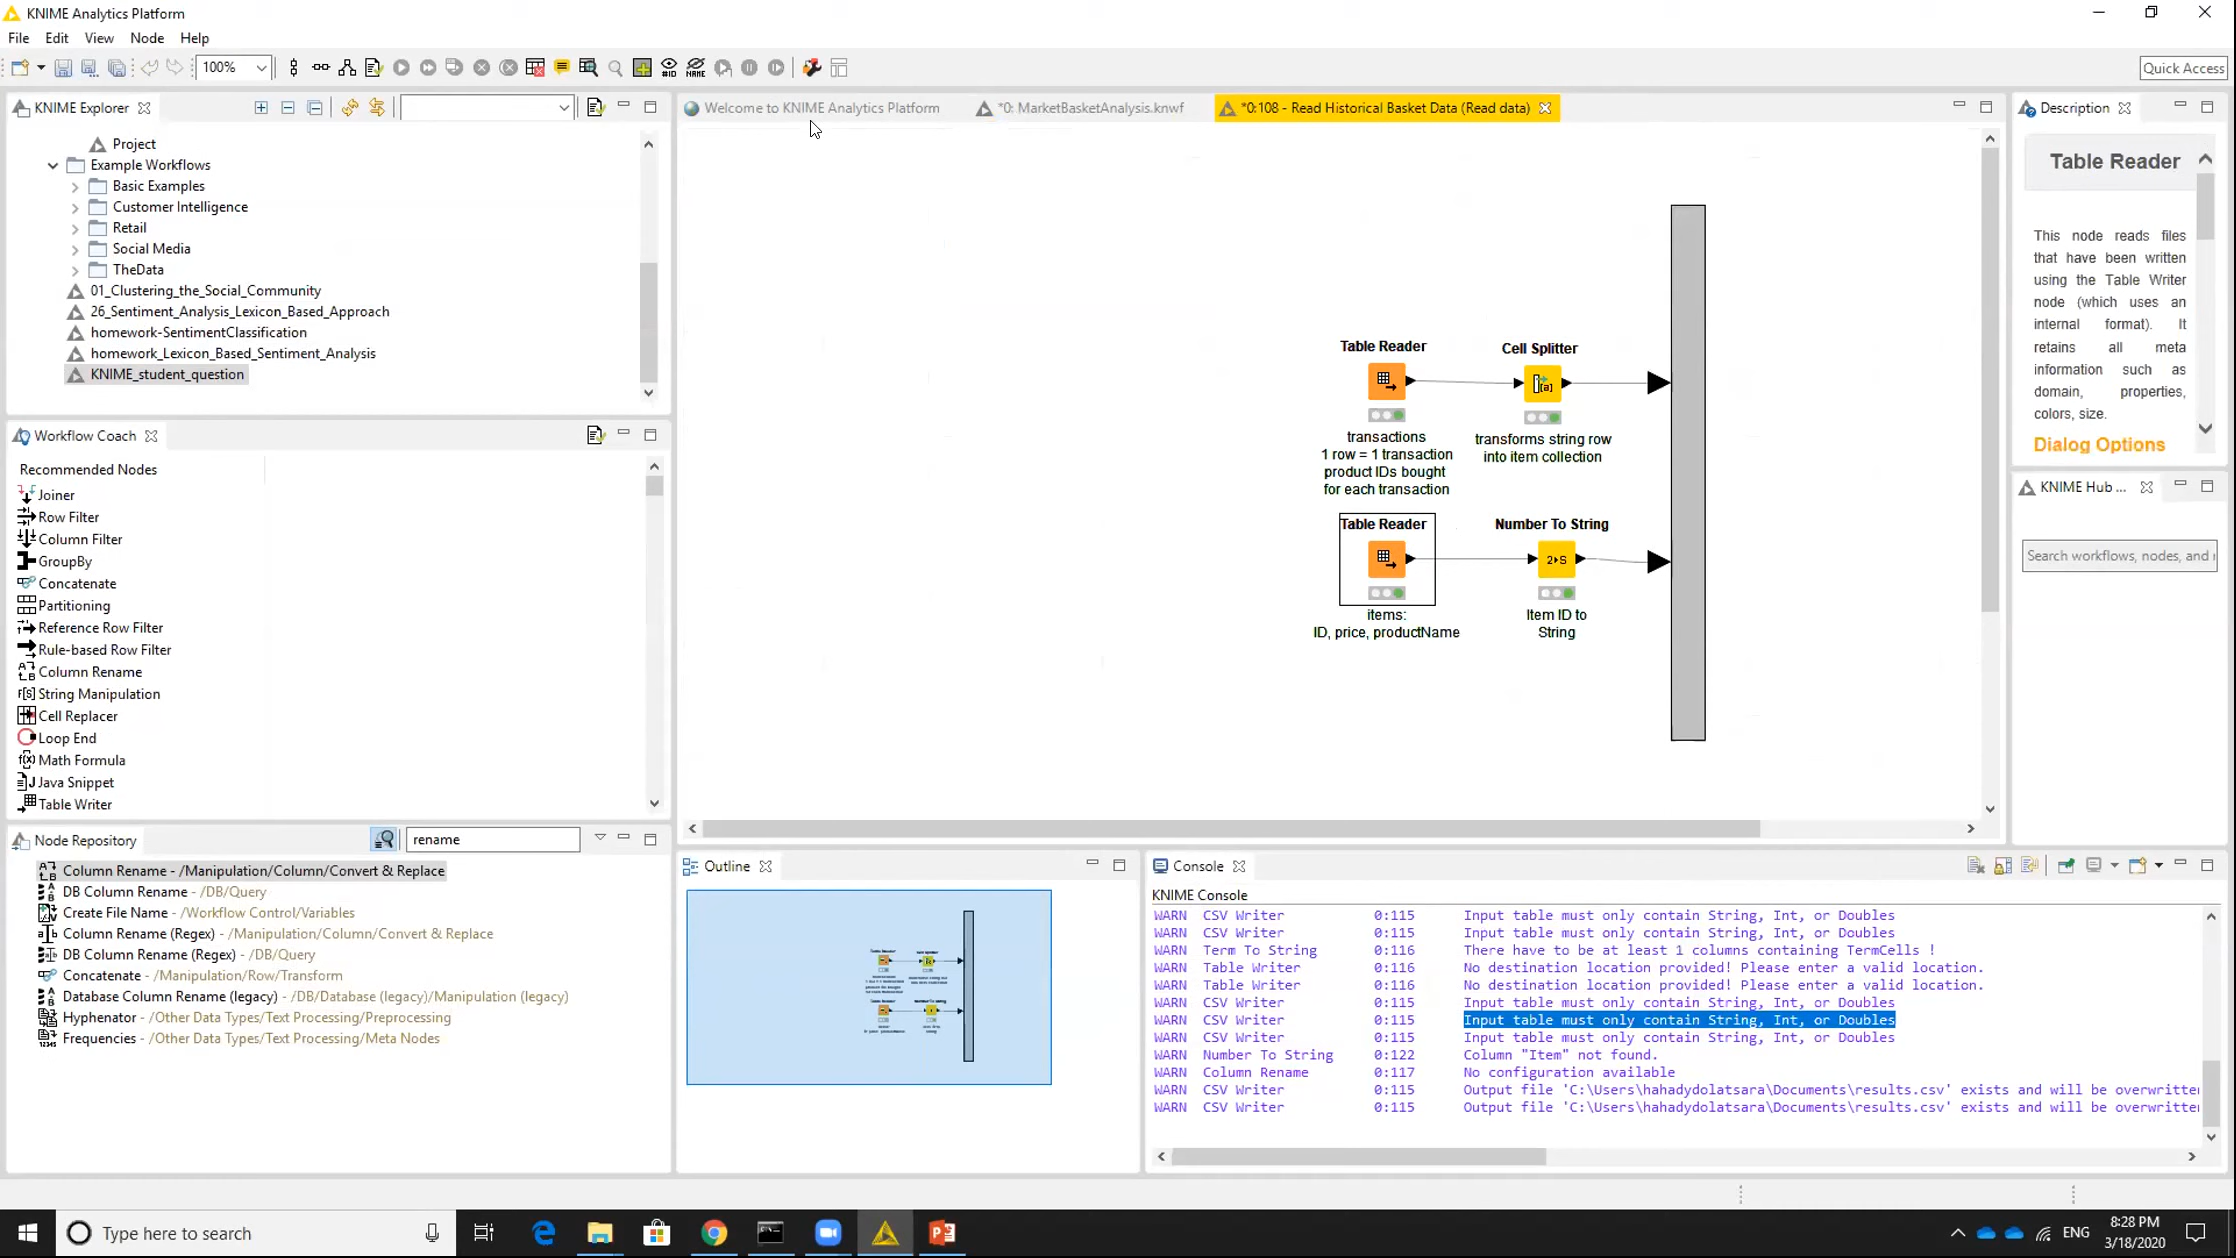 KNIME Analytics Platform
File Edit View Node Help
100%
Quick Access
KNIME Explorer
Project
Example Workflows
Basic Examples
Customer Intelligence
Retail
Social Media
TheData
01_Clustering_the_Social_Community
26_Sentiment_Analysis_Lexicon_Based_Approach
homework-SentimentClassification
homework_Lexicon_Based_Sentiment_Analysis
KNIME_student_question
Workflow Coach
Recommended Nodes
Joiner
Row Filter
Column Filter
GroupBy
Concatenate
Partitioning
Reference Row Filter
Rule-based Row Filter
Column Rename
String Manipulation
Cell Replacer
Loop End
Math Formula
Java Snippet
Table Writer
Node Repository
rename
Column Rename - /Manipulation/Column/Convert & Replace
DB Column Rename - /DB/Query
Create File Name - /Workflow Control/Variables
Column Rename (Regex) - /Manipulation/Column/Convert & Replace
DB Column Rename (Regex) - /DB/Query
Concatenate - /Manipulation/Row/Transform
Database Column Rename (legacy) - /DB/Database (legacy)/Manipulation (legacy)
Hyphenator - /Other Data Types/Text Processing/Preprocessing
Frequencies - /Other Data Types/Text Processing/Meta Nodes
Welcome to KNIME Analytics Platform
*0: MarketBasketAnalysis.knwf
*0:108 - Read Historical Basket Data (Read data)
Table Reader
transactions
1 row = 1 transaction
product IDs bought
for each transaction
Cell Splitter
transforms string row
into item collection
Table Reader
items:
ID, price, productName
Number To String
Item ID to
String
Description
Table Reader
This node reads files
that have been written
using the Table Writer
node (which uses an
internal format). It
retains all meta
information such as
domain, properties,
colors, size.
Dialog Options
KNIME Hub ...
Search workflows, nodes, and
Outline
Console
KNIME Console
WARN CSV Writer 0:115 Input table must only contain String, Int, or Doubles
WARN CSV Writer 0:115 Input table must only contain String, Int, or Doubles
WARN Term To String 0:116 There have to be at least 1 columns containing TermCells !
WARN Table Writer 0:116 No destination location provided! Please enter a valid location.
WARN Table Writer 0:116 No destination location provided! Please enter a valid location.
WARN CSV Writer 0:115 Input table must only contain String, Int, or Doubles
WARN CSV Writer 0:115 Input table must only contain String, Int, or Doubles
WARN CSV Writer 0:115 Input table must only contain String, Int, or Doubles
WARN Number To String 0:122 Column "Item" not found.
WARN Column Rename 0:117 No configuration available
WARN CSV Writer 0:115 Output file 'C:\Users\hahadydolatsara\Documents\results.csv' exists and will be overwritte
WARN CSV Writer 0:115 Output file 'C:\Users\hahadydolatsara\Documents\results.csv' exists and will be overwritte
Type here to search
ENG
8:28 PM
3/18/2020